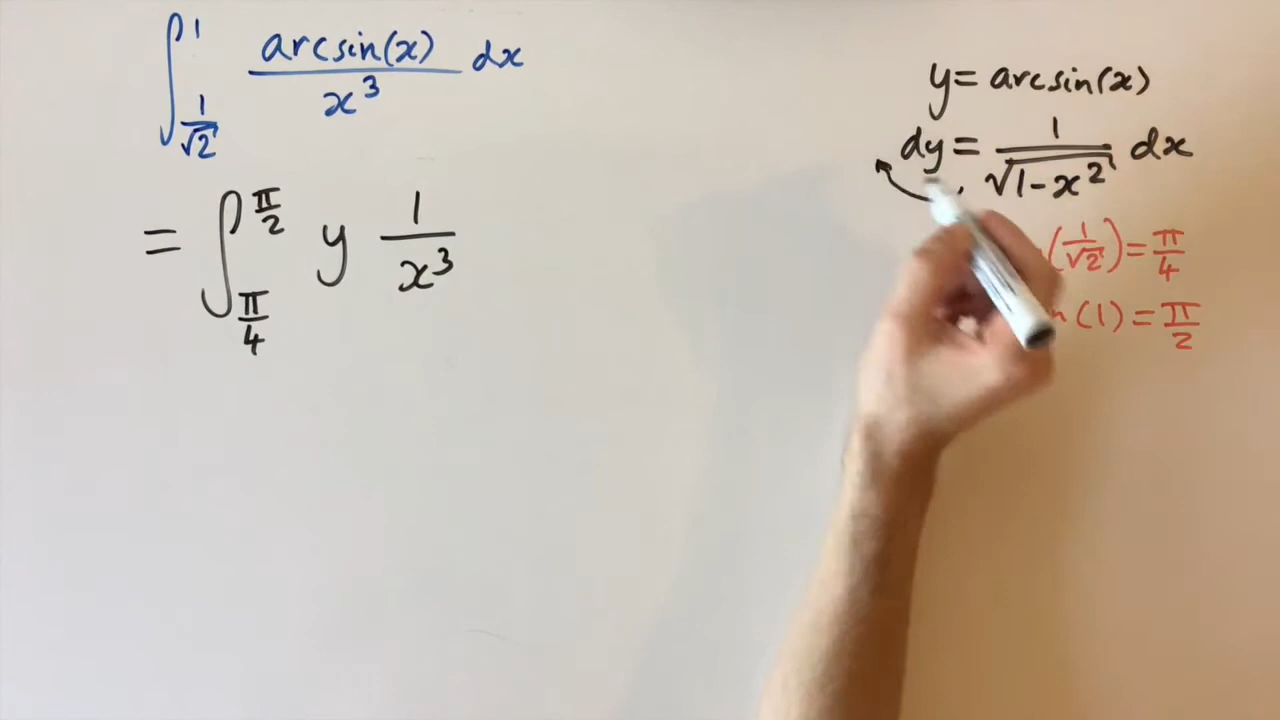 ∫_{1/√2}^{1} arcsin(x)/x³ dx
= ∫_{π/4}^{π/2} y 1/x³
y = arcsin(x)
dy = 1/√(1-x²) dx
(1/√2) = π/4
(1) = π/2